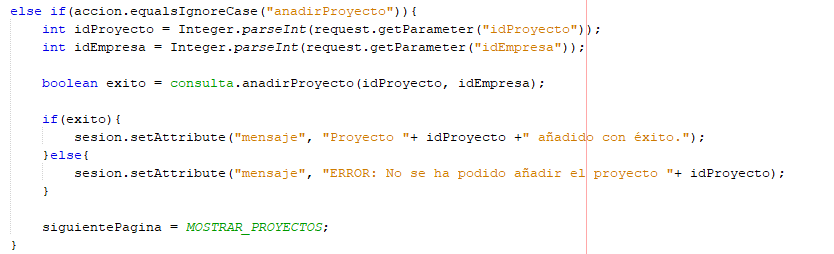 else if(accion.equalsIgnoreCase("anadirProyecto")){
int idProyecto = Integer.parseInt(request.getParameter("idProyecto"));
int idEmpresa = Integer.parseInt(request.getParameter("idEmpresa"));
boolean exito = consulta.anadirProyecto(idProyecto, idEmpresa);
if(exito){
sesion.setAttribute("mensaje", "Proyecto "+ idProyecto +" añadido con éxito.");
}else{
sesion.setAttribute("mensaje", "ERROR: No se ha podido añadir el proyecto "+ idProyecto);
}
siguientePagina = MOSTRAR_PROYECTOS;
}